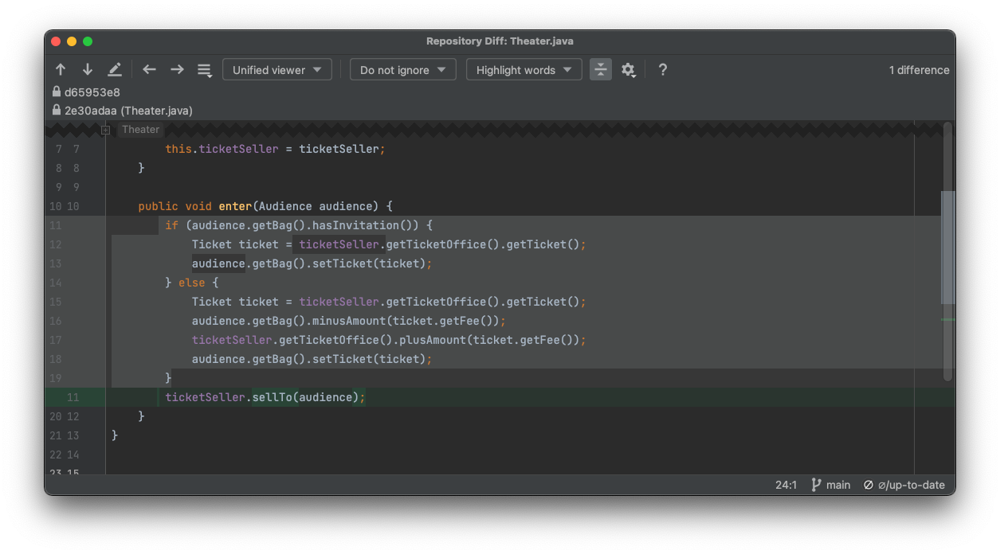 Repository Diff: Theater.java
Unified viewer Do not ignore Highlight words ? 1 difference
d65953e8
2e30adaa (Theater.java)
Theater
7 7 this.ticketSeller = ticketSeller;
8 8 }
9 9
10 10 public void enter(Audience audience) {
11 if (audience.getBag().hasInvitation()) {
12 Ticket ticket = ticketSeller.getTicketOffice().getTicket();
13 audience.getBag().setTicket(ticket);
14 } else {
15 Ticket ticket = ticketSeller.getTicketOffice().getTicket();
16 audience.getBag().minusAmount(ticket.getFee());
17 ticketSeller.getTicketOffice().plusAmount(ticket.getFee());
18 audience.getBag().setTicket(ticket);
19 }
11 ticketSeller.sellTo(audience);
20 12 }
21 13 }
22 14
23 15
24:1 main ∅/up-to-date